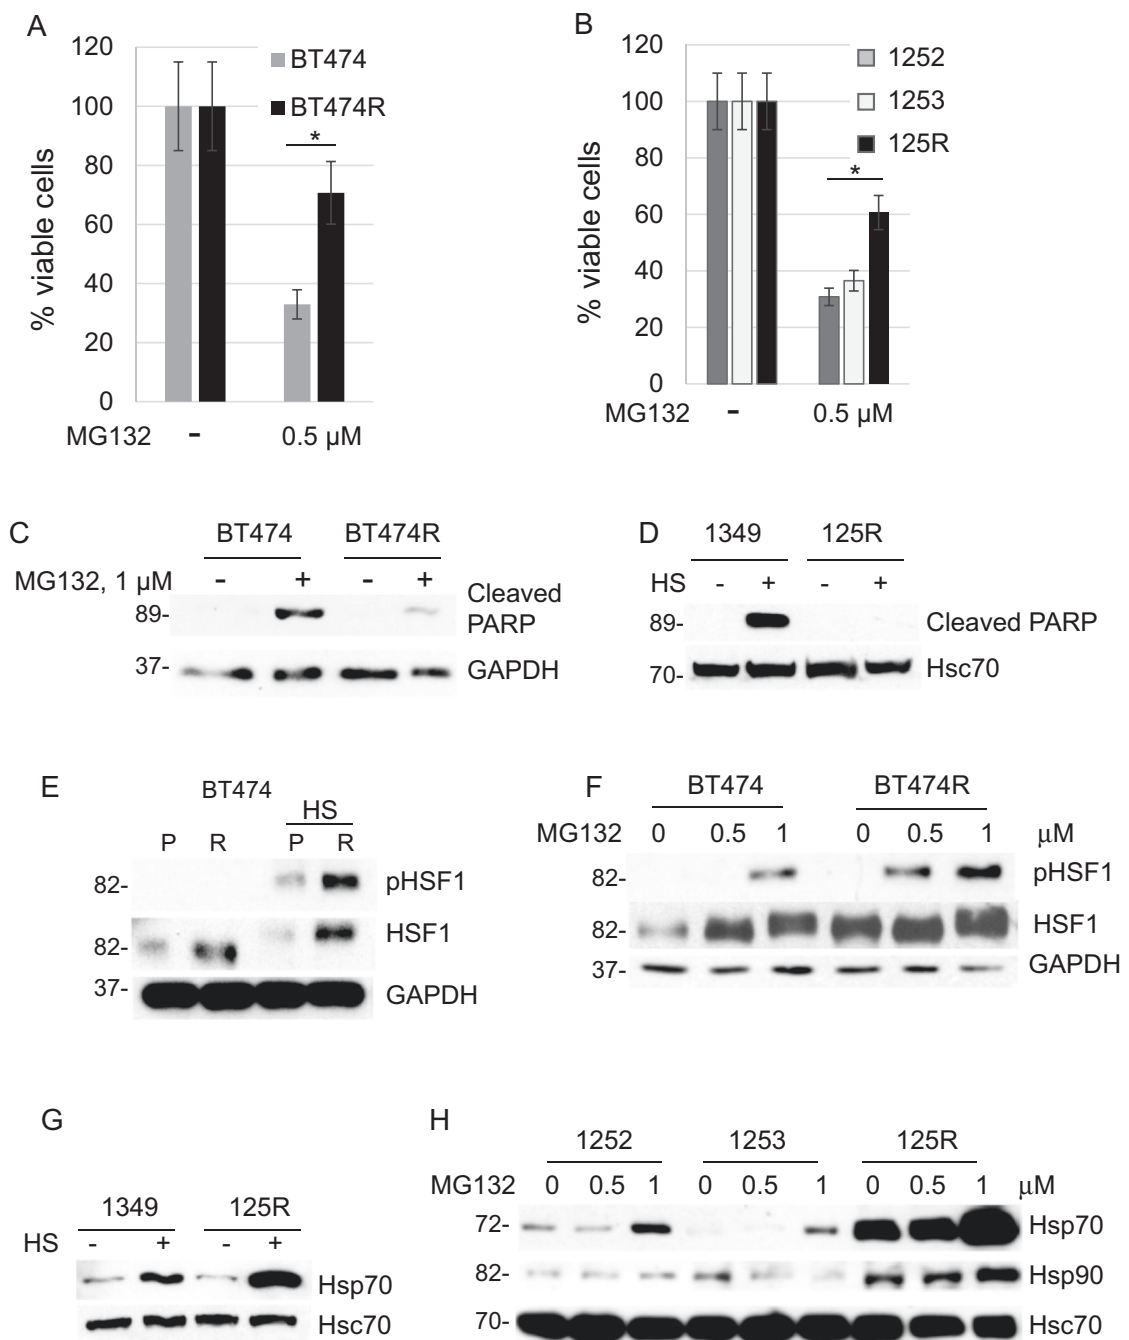 A
120
100
80
60
40
20
0
% viable cells
BT474
BT474R
*
MG132 - 0.5 µM
B
120
100
80
60
40
20
0
% viable cells
1252
1253
125R
*
MG132 - 0.5 µM
C
BT474 BT474R
MG132, 1 µM - + - +
89- Cleaved
PARP
37- GAPDH
D
1349 125R
HS - + - +
89- Cleaved PARP
70- Hsc70
E
BT474
HS
P R P R
82- pHSF1
82- HSF1
37- GAPDH
F
BT474 BT474R
MG132 0 0.5 1 0 0.5 1 µM
82- pHSF1
82- HSF1
37- GAPDH
G
1349 125R
HS - + - +
Hsp70
Hsc70
H
1252 1253 125R
MG132 0 0.5 1 0 0.5 1 0 0.5 1 µM
72- Hsp70
82- Hsp90
70- Hsc70